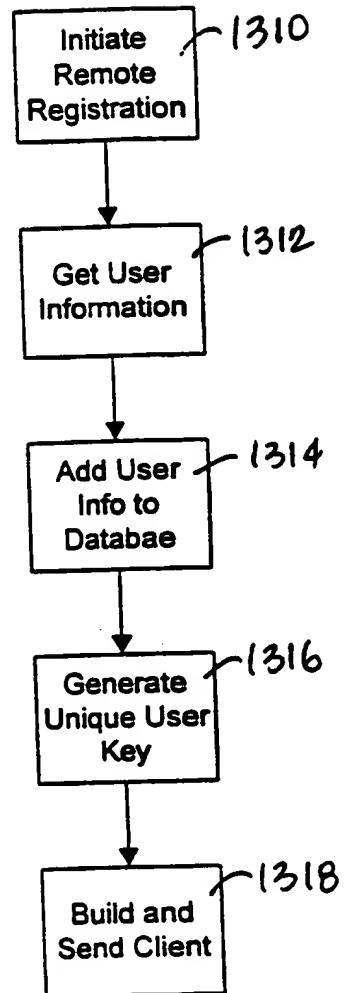 Initiate
Remote
Registration
1310
Get User
Information
1312
Add User
Info to
Databae
1314
Generate
Unique User
Key
1316
Build and
Send Client
1318